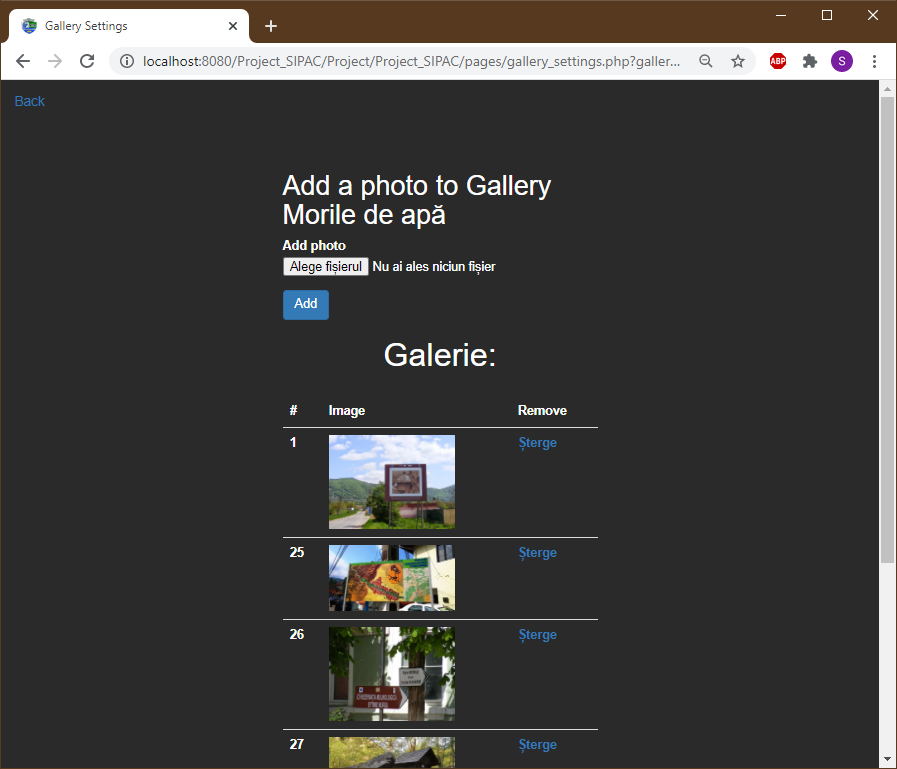 Gallery Settings
localhost:8080/Project_SIPAC/Project/Project_SIPAC/pages/gallery_settings.php?galler...
ABP
S
Back
Add a photo to Gallery
Morile de apă
Add photo
Alege fișierul Nu ai ales niciun fișier
Add
Galerie:
# Image Remove
1 Șterge
25 Șterge
26 Șterge
27 Șterge